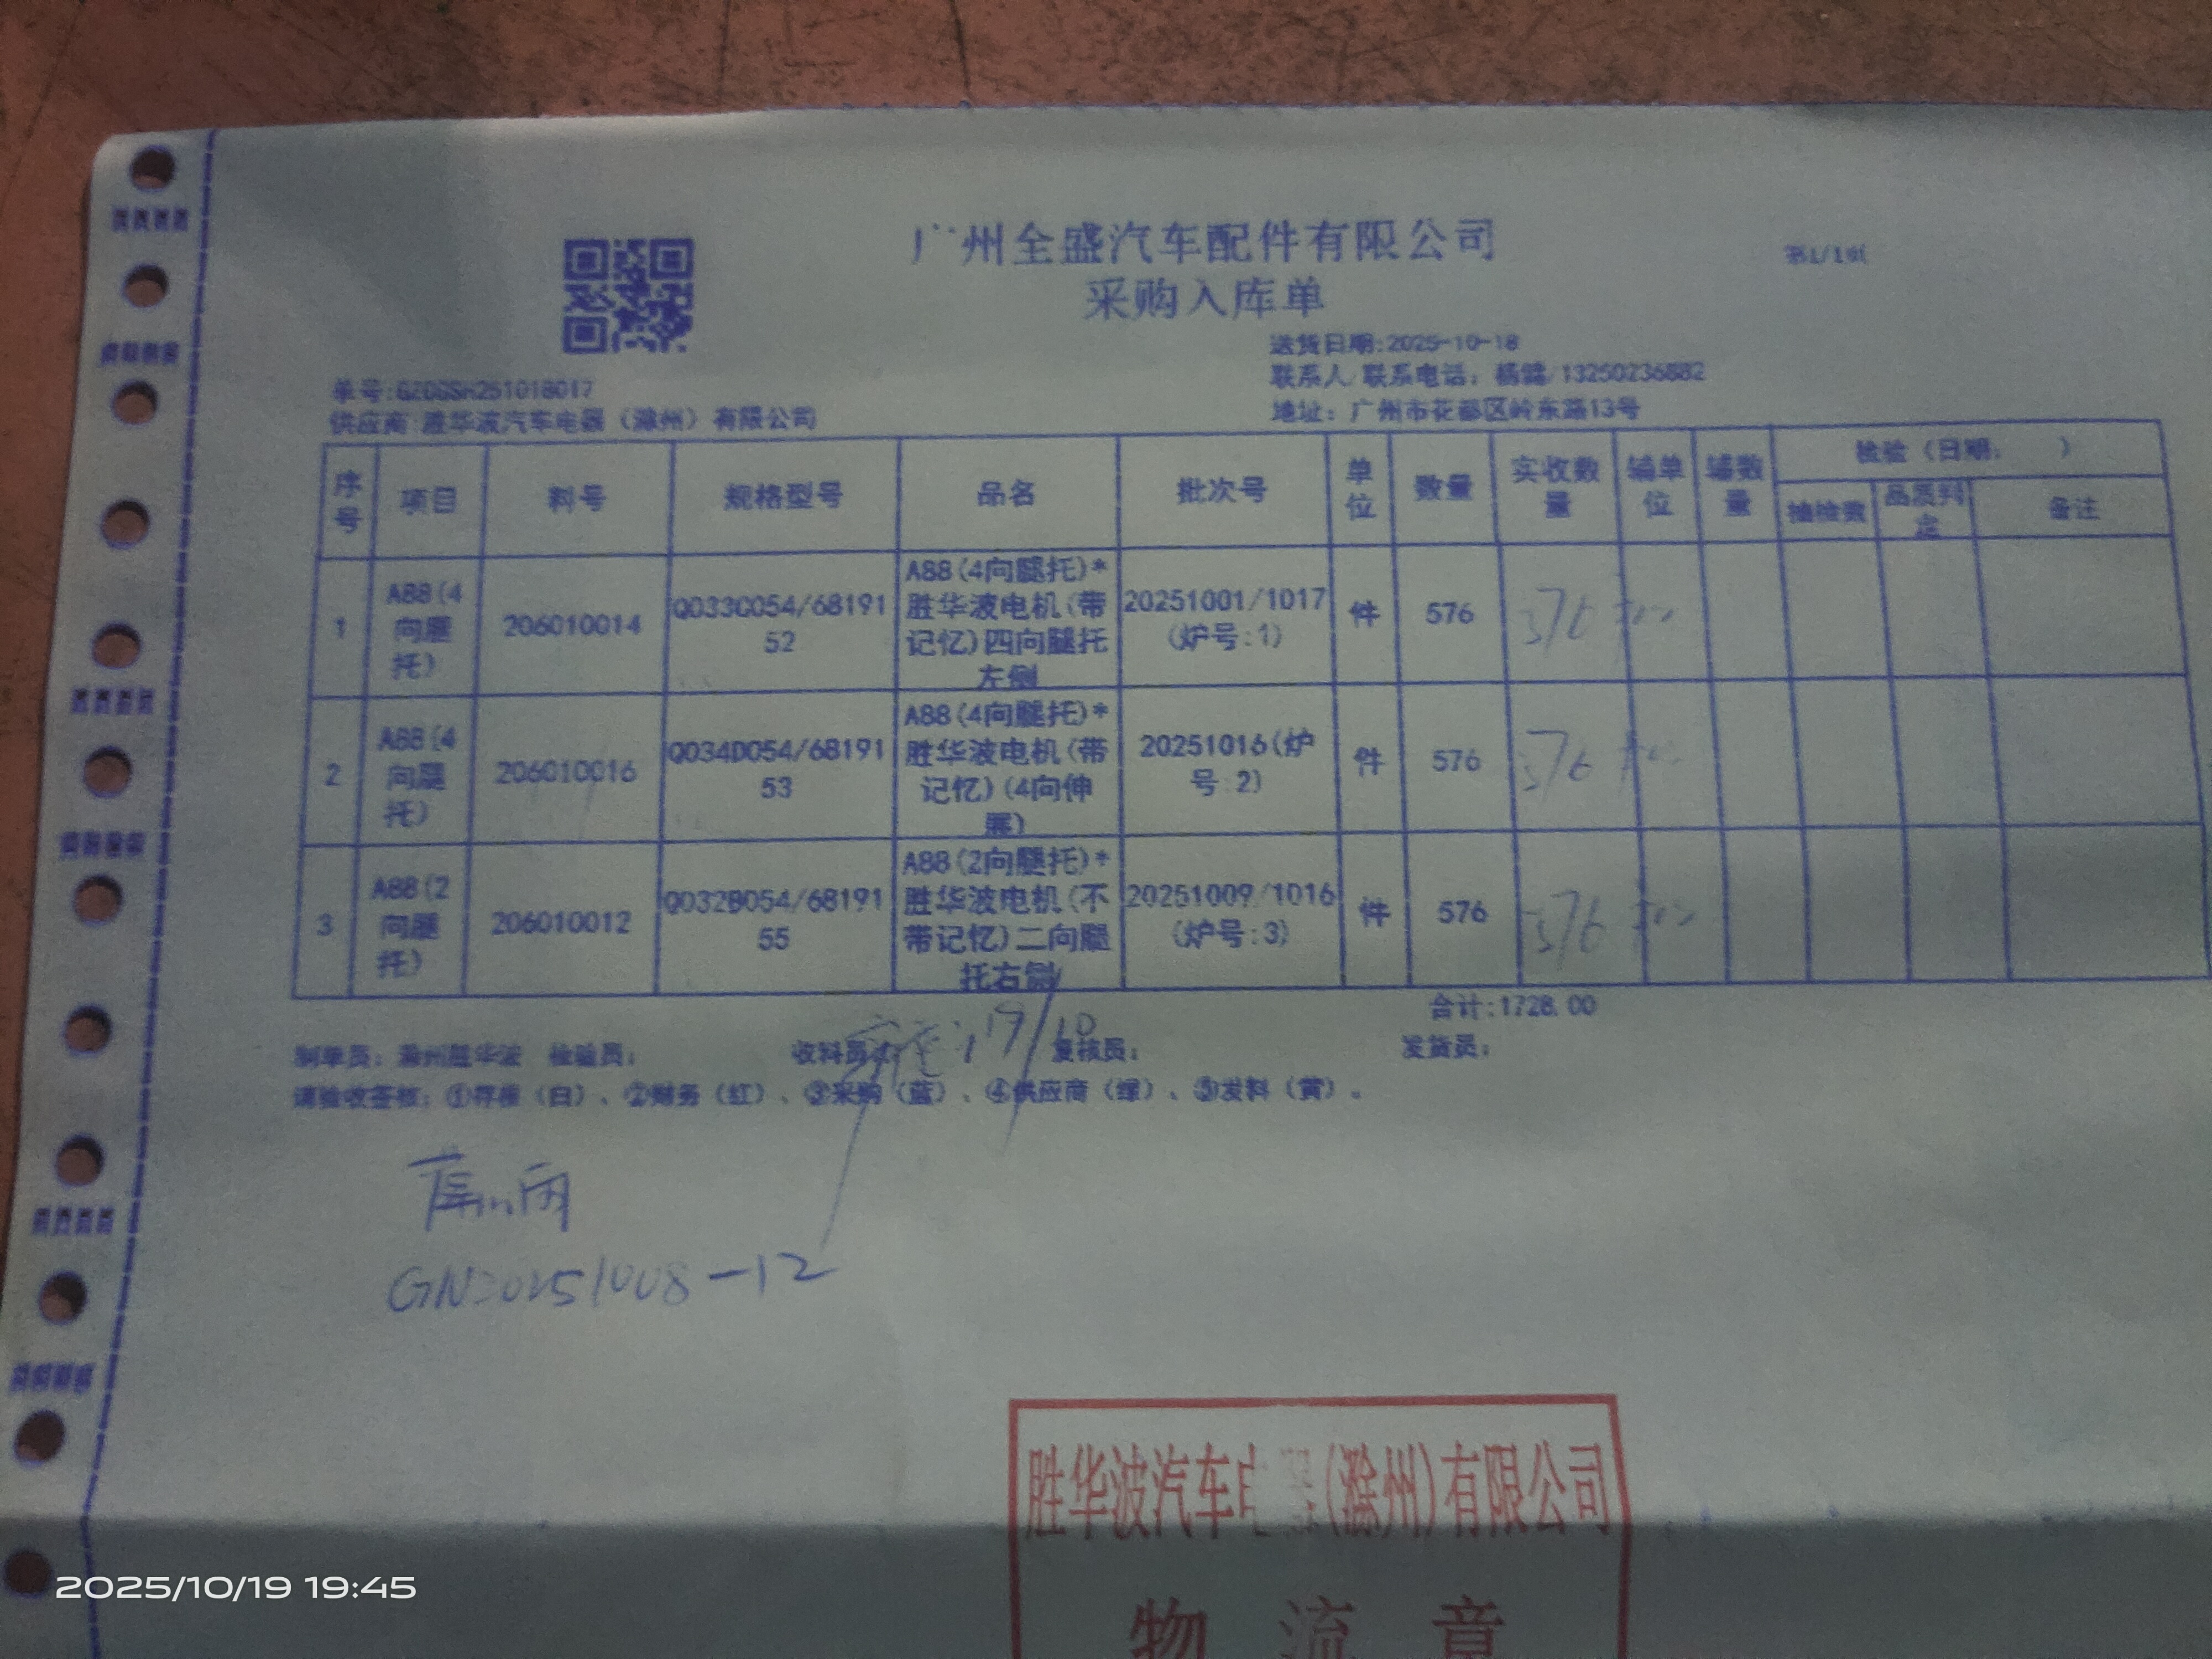 广州全盛汽车配件有限公司
第1/1页
采购入库单
送货日期:2025-10-18
单号:GZQSSH251018017
联系人/联系电话：杨健/13250236882
供应商:胜华波汽车电器（滁州）有限公司
地址：广州市花都区岭东路13号
序号 项目 料号 规格型号 品名 批次号 单位 数量 实收数量 辅单位 辅数量 检验（日期： ）
抽检数 品质判定 备注
1 A88(4向腿托) 206010014 Q033C054/6819152 A88(4向腿托)*胜华波电机(带记忆)四向腿托左侧 20251001/1017(炉号:1) 件 576 576
2 A88(4向腿托) 206010016 Q034D054/6819153 A88(4向腿托)*胜华波电机(带记忆)(4向伸展) 20251016(炉号:2) 件 576 576
3 A88(2向腿托) 206010012 Q032B054/6819155 A88(2向腿托)*胜华波电机(不带记忆)二向腿托右侧 20251009/1016(炉号:3) 件 576 576
合计:1728.00
制单员：滁州胜华波 检验员： 收料员： 19/10 复核员： 发货员：
请验收签核：①存根（白）、②财务（红）、③采购（蓝）、④供应商（绿）、⑤发料（黄）。
GN20251008-12
胜华波汽车电器(滁州)有限公司
物流章
2025/10/19 19:45